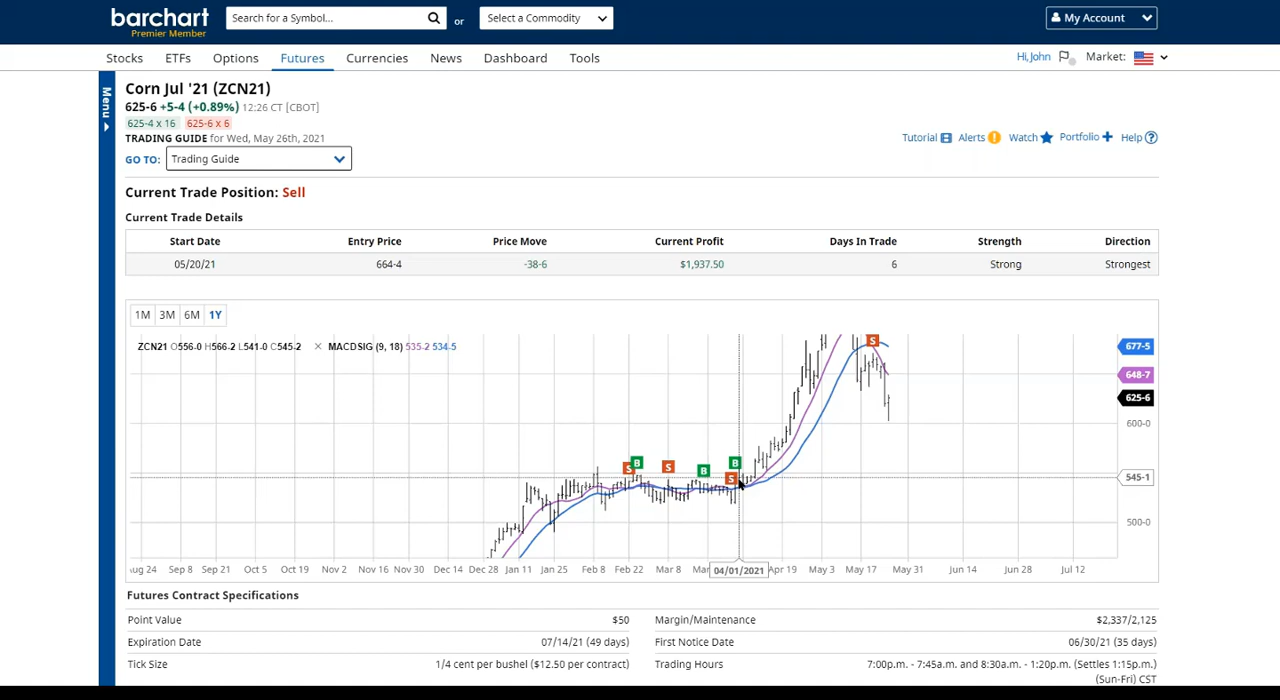 barchart
Premier Member
Search for a Symbol...
or
Select a Commodity
My Account
Stocks ETFs Options Futures Currencies News Dashboard Tools
Hi, John Market:
Menu
Corn Jul '21 (ZCN21)
625-6 +5-4 (+0.89%) 12:26 CT [CBOT]
625-4 x 16 625-6 x 6
TRADING GUIDE for Wed, May 26th, 2021
Tutorial Alerts ! Watch Portfolio Help ?
GO TO: Trading Guide
Current Trade Position: Sell
Current Trade Details
Start Date Entry Price Price Move Current Profit Days In Trade Strength Direction
05/20/21 664-4 -38-6 $1,937.50 6 Strong Strongest
1M 3M 6M 1Y
ZCN21 O556-0 H566-2 L541-0 C545-2 × MACDSIG (9, 18) 535-2 534-5
S
677-5
648-7
625-6
600-0
S B S B B S
545-1
500-0
Aug 24 Sep 8 Sep 21 Oct 5 Oct 19 Nov 2 Nov 16 Nov 30 Dec 14 Dec 28 Jan 11 Jan 25 Feb 8 Feb 22 Mar 8 Mar 04/01/2021 Apr 19 May 3 May 17 May 31 Jun 14 Jun 28 Jul 12
Futures Contract Specifications
Point Value $50 Margin/Maintenance $2,337/2,125
Expiration Date 07/14/21 (49 days) First Notice Date 06/30/21 (35 days)
Tick Size 1/4 cent per bushel ($12.50 per contract) Trading Hours 7:00p.m. - 7:45a.m. and 8:30a.m. - 1:20p.m. (Settles 1:15p.m.)
(Sun-Fri) CST